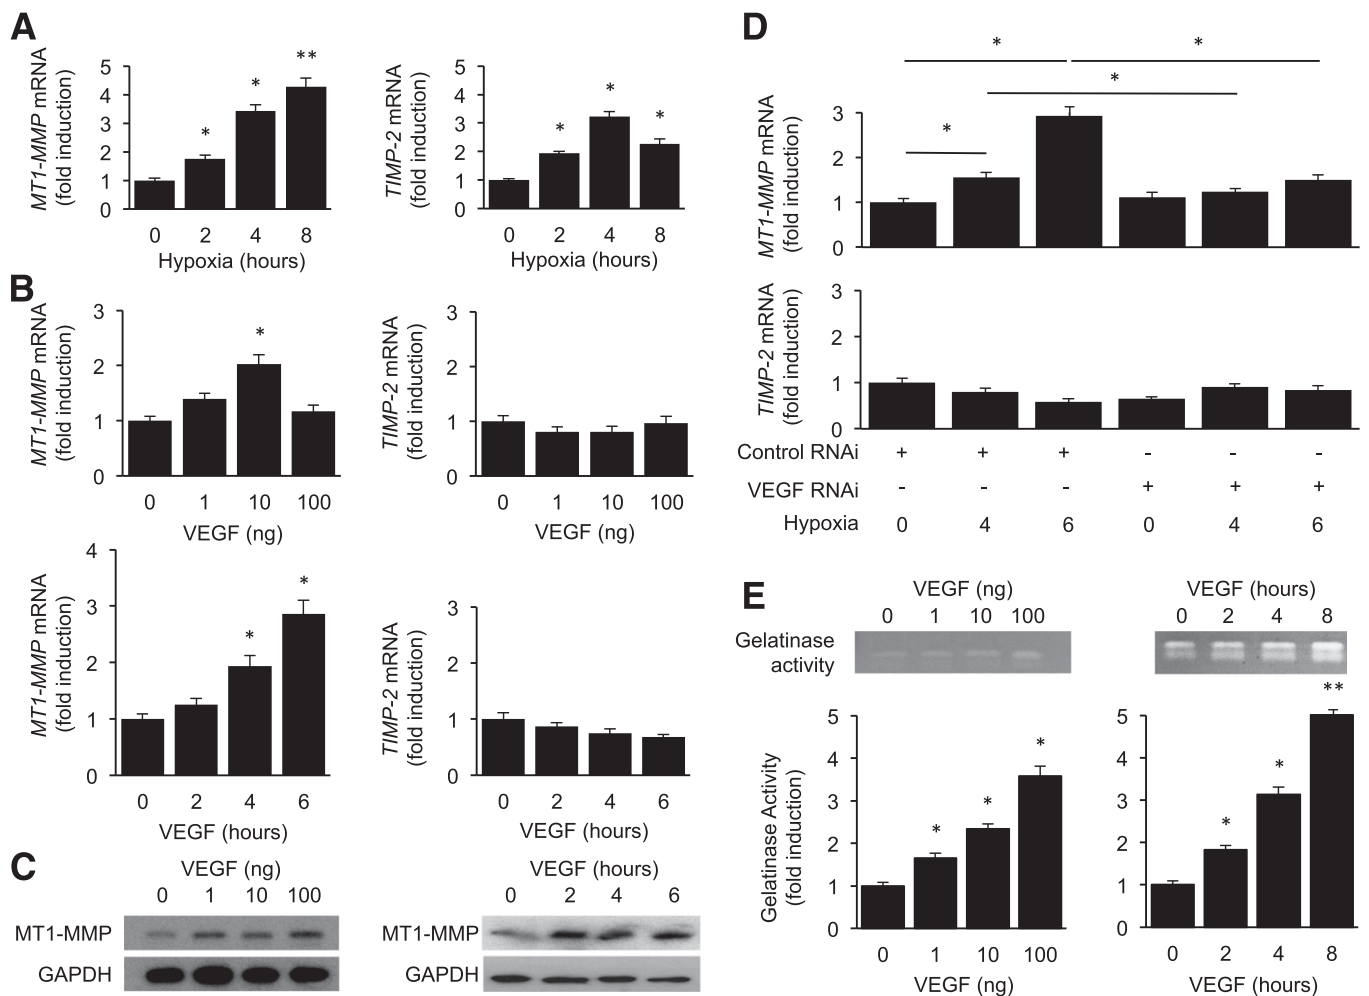 A
MT1-MMP mRNA
(fold induction)
5
4
3
2
1
0
* * **
0 2 4 8
Hypoxia (hours)
TIMP-2 mRNA
(fold induction)
5
4
3
2
1
0
* * *
0 2 4 8
Hypoxia (hours)
B
MT1-MMP mRNA
(fold induction)
3
2
1
0
*
0 1 10 100
VEGF (ng)
TIMP-2 mRNA
(fold induction)
3
2
1
0
0 1 10 100
VEGF (ng)
MT1-MMP mRNA
(fold induction)
4
3
2
1
0
* *
0 2 4 6
VEGF (hours)
TIMP-2 mRNA
(fold induction)
3
2
1
0
0 2 4 6
VEGF (hours)
C
VEGF (ng)
0 1 10 100
MT1-MMP
GAPDH
VEGF (hours)
0 2 4 6
MT1-MMP
GAPDH
D
MT1-MMP mRNA
(fold induction)
3
2
1
0
* *
*
*
TIMP-2 mRNA
(fold induction)
3
2
1
0
Control RNAi + + + - - -
VEGF RNAi - - - + + +
Hypoxia 0 4 6 0 4 6
E
VEGF (ng)
0 1 10 100
Gelatinase
activity
VEGF (hours)
0 2 4 8
Gelatinase Activity
(fold induction)
5
4
3
2
1
0
* * *
0 1 10 100
VEGF (ng)
5
4
3
2
1
0
* * **
0 2 4 8
VEGF (hours)